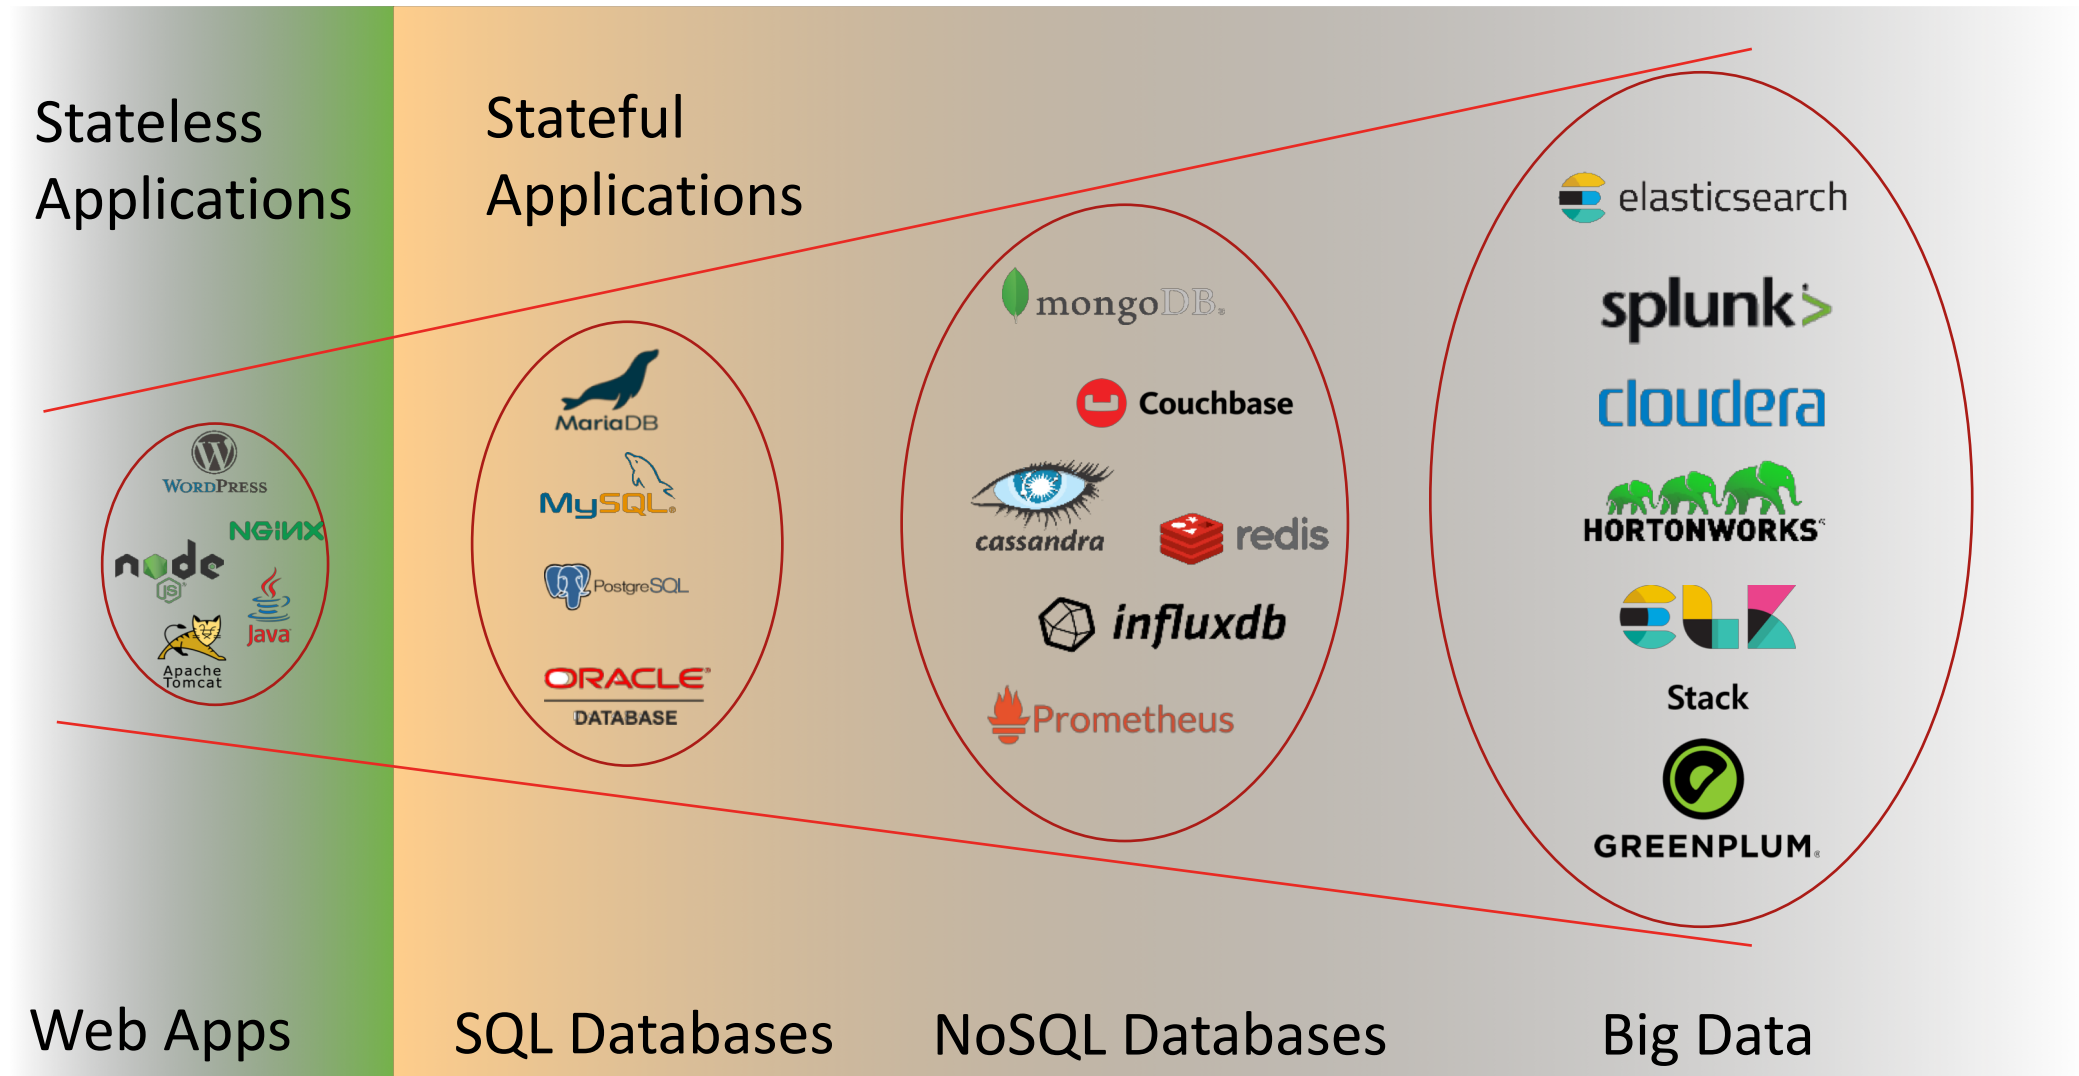 Stateless
Applications
Stateful
Applications
WORDPRESS
NGINX
node
JS
Java
Apache
Tomcat
MariaDB
MySQL®
PostgreSQL
ORACLE®
DATABASE
mongoDB®
Couchbase
cassandra
redis
influxdb
Prometheus
elasticsearch
splunk>
cloudera
HORTONWORKS
ELK
Stack
GREENPLUM®
Web Apps
SQL Databases
NoSQL Databases
Big Data